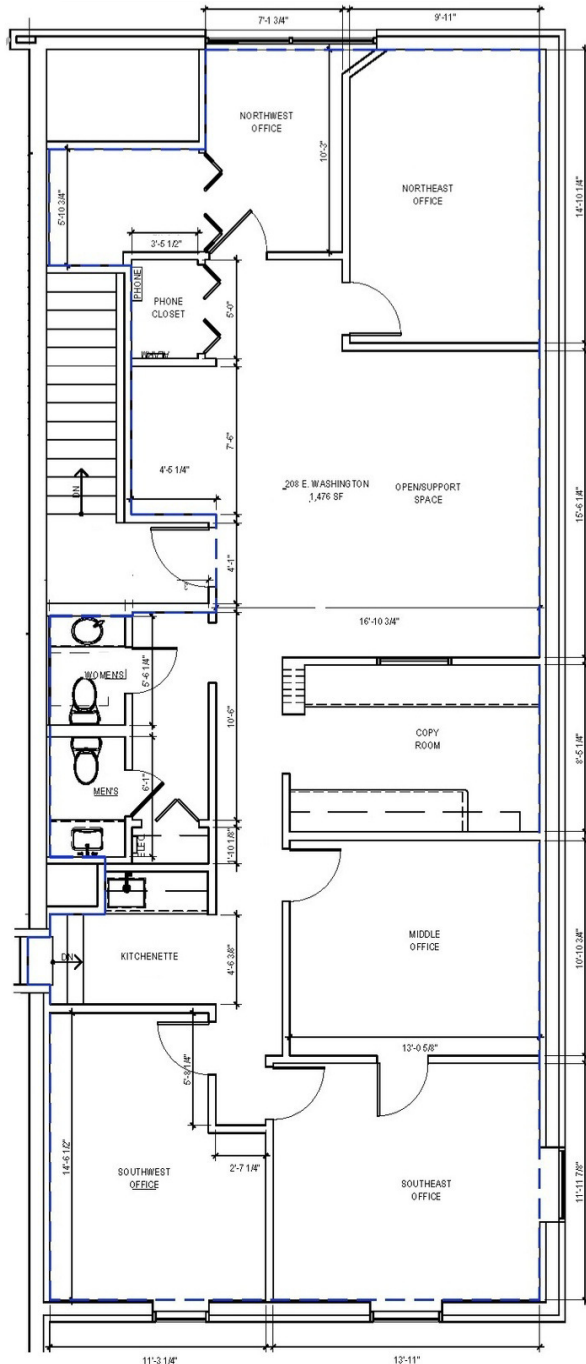 7'-1 3/4"
9'-11"
NORTHWEST
OFFICE
10'-3"
NORTHEAST
OFFICE
14'-10 1/4"
5'-10 3/4"
3'-5 1/2"
PHONE
PHONE
CLOSET
5'-0"
7'-6"
4'-5 1/4"
208 E. WASHINGTON
1,476 SF
OPEN/SUPPORT
SPACE
15'-6 1/4"
DN
4'-1"
16'-10 3/4"
WOMEN'S
5'-6 1/4"
10'-6"
COPY
ROOM
8'-5 1/4"
MEN'S
6'-1"
ELEC
1'-10 1/8"
MIDDLE
OFFICE
10'-10 3/4"
DN
KITCHENETTE
4'-6 3/8"
13'-0 5/8"
5'-8 1/4"
14'-6 1/2"
2'-7 1/4"
SOUTHWEST
OFFICE
SOUTHEAST
OFFICE
11'-11 7/8"
11'-3 1/4"
13'-11"